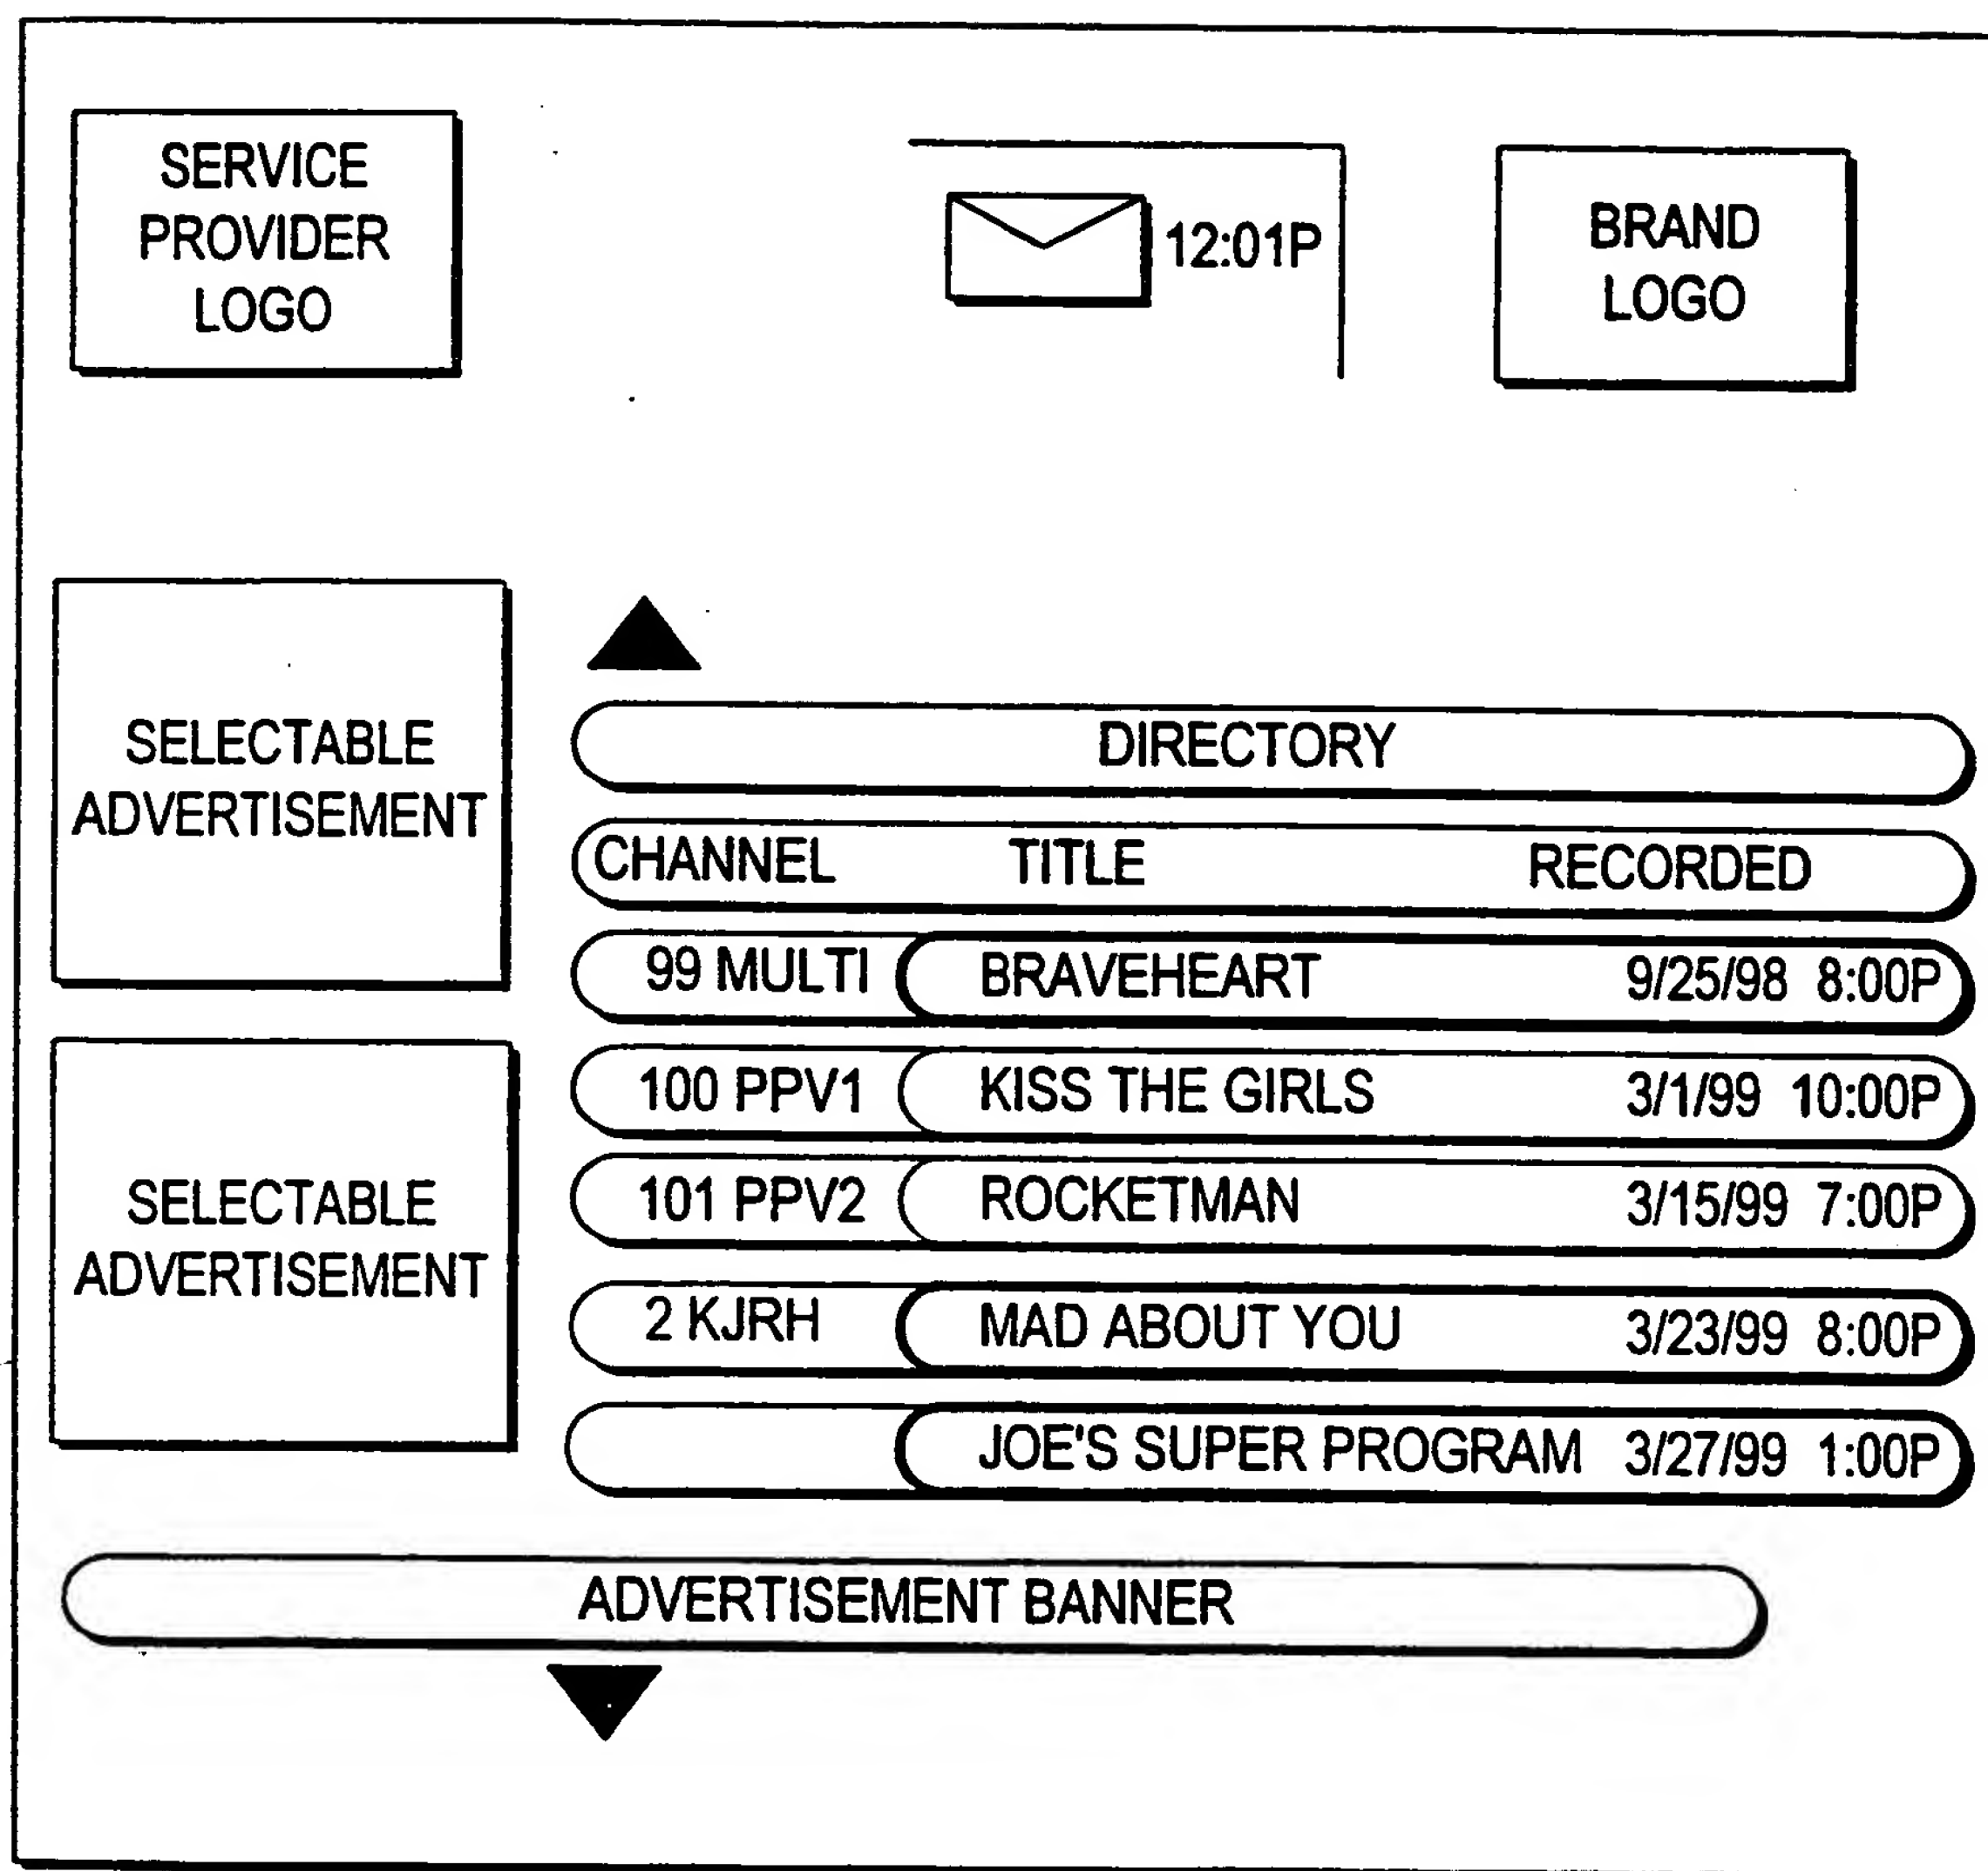 SERVICE
PROVIDER
LOGO
12:01P
BRAND
LOGO
SELECTABLE
ADVERTISEMENT
SELECTABLE
ADVERTISEMENT
DIRECTORY
CHANNEL TITLE RECORDED
99 MULTI BRAVEHEART 9/25/98 8:00P
100 PPV1 KISS THE GIRLS 3/1/99 10:00P
101 PPV2 ROCKETMAN 3/15/99 7:00P
2 KJRH MAD ABOUT YOU 3/23/99 8:00P
JOE'S SUPER PROGRAM 3/27/99 1:00P
ADVERTISEMENT BANNER